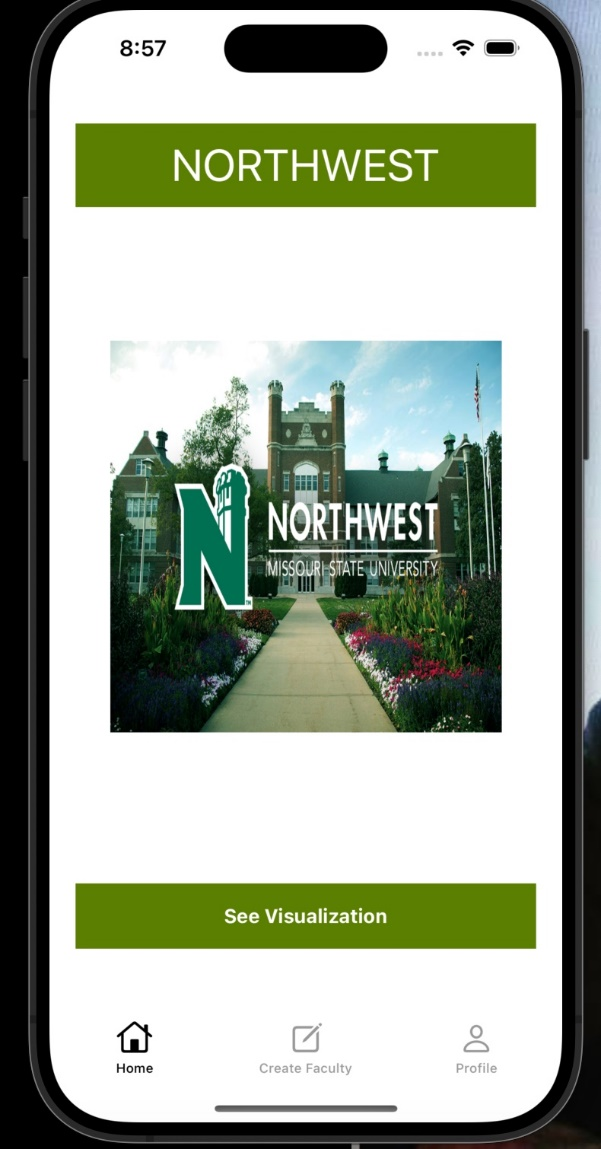 8:57
NORTHWEST
N
NORTHWEST
MISSOURI STATE UNIVERSITY
See Visualization
Home
Create Faculty
Profile